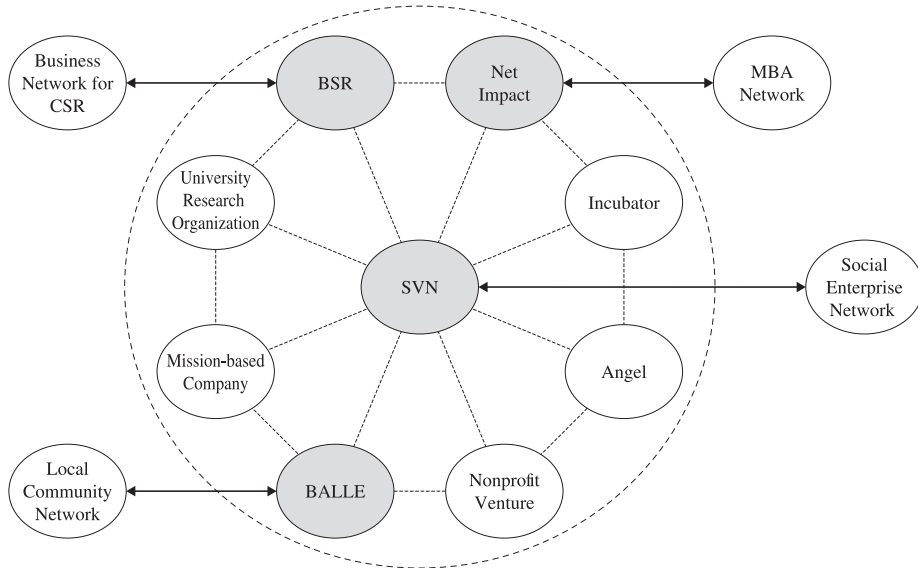 Business
Network for
CSR
BSR
Net
Impact
MBA
Network
University
Research
Organization
Incubator
SVN
Social
Enterprise
Network
Mission-based
Company
Angel
Local
Community
Network
BALLE
Nonprofit
Venture